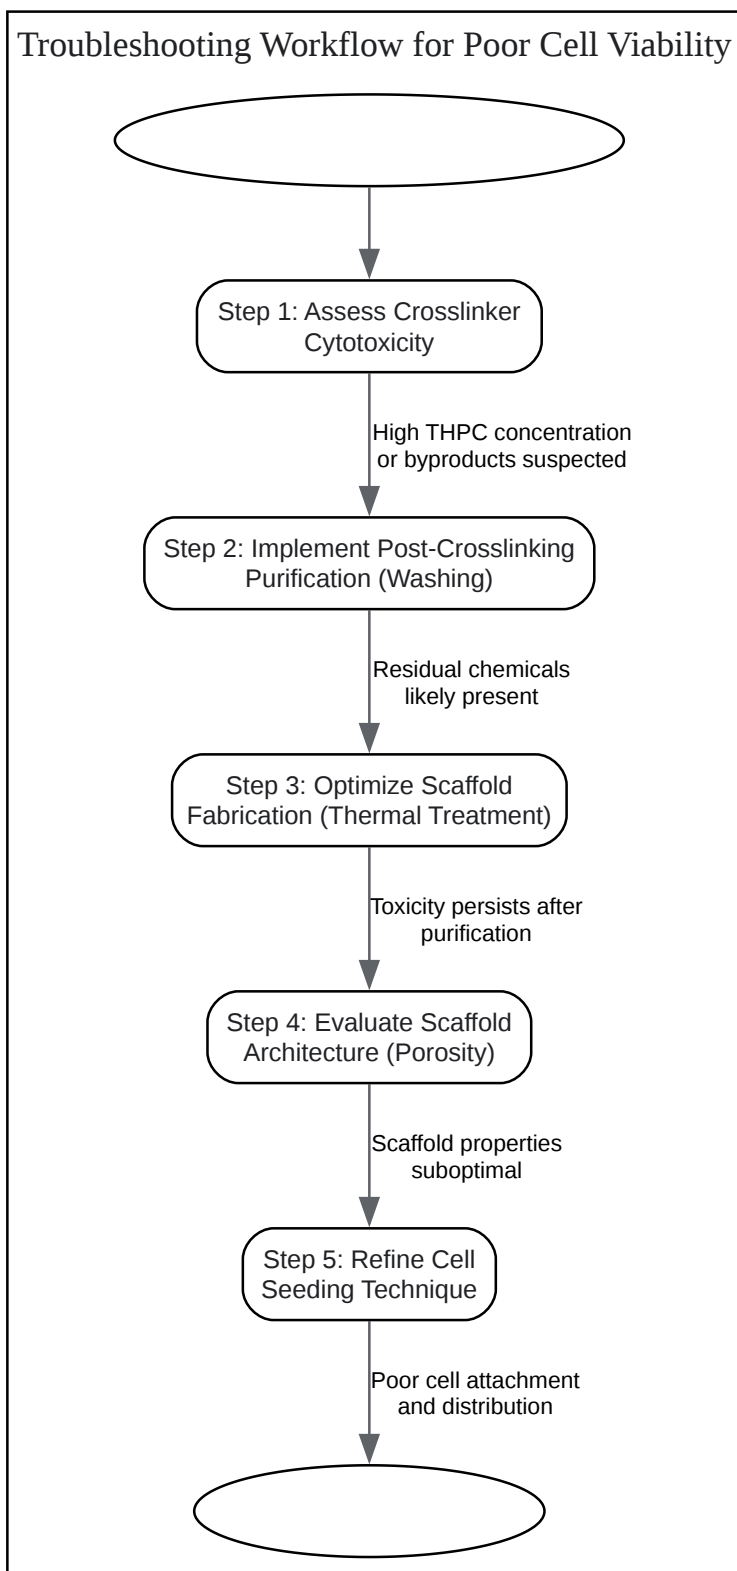 Troubleshooting Workflow for Poor Cell Viability
Step 1: Assess Crosslinker
Cytotoxicity
High THPC concentration
or byproducts suspected
Step 2: Implement Post-Crosslinking
Purification (Washing)
Residual chemicals
likely present
Step 3: Optimize Scaffold
Fabrication (Thermal Treatment)
Toxicity persists after
purification
Step 4: Evaluate Scaffold
Architecture (Porosity)
Scaffold properties
suboptimal
Step 5: Refine Cell
Seeding Technique
Poor cell attachment
and distribution